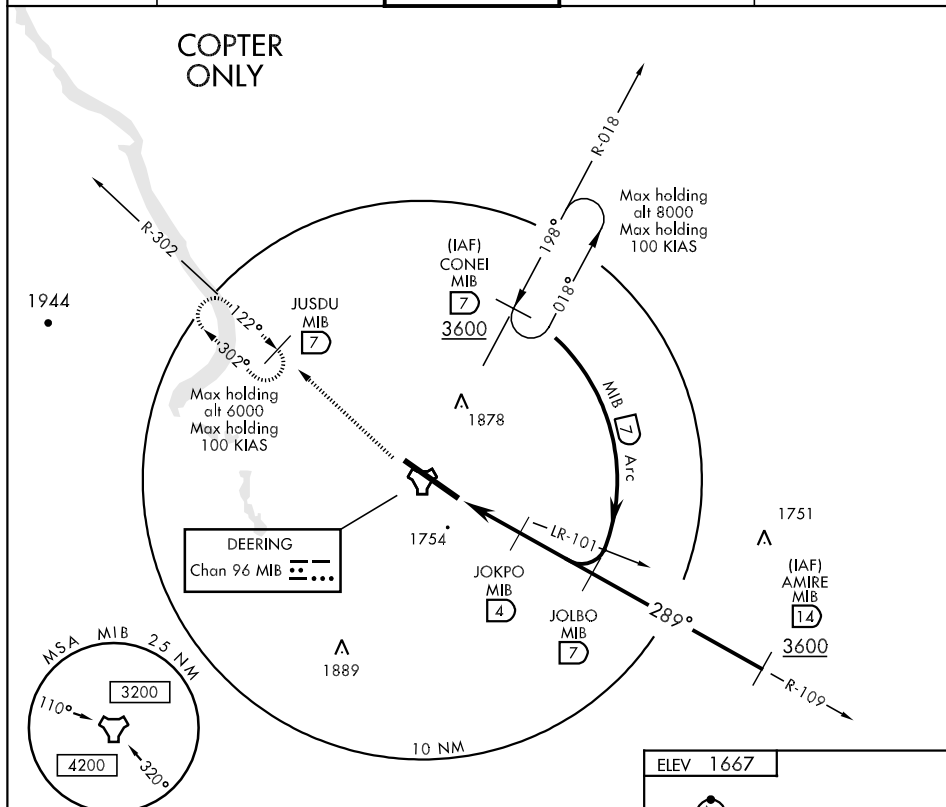 COPTER
ONLY
R-018
Max holding
alt 8000
Max holding
100 KIAS
198°
018°
(IAF)
CONEI
MIB
7
3600
R-302
1944
JUSDU
MIB
7
122°
302°
Max holding
alt 6000
Max holding
100 KIAS
1878
MIB 7 Arc
DEERING
Chan 96 MIB
1754
LR-101
1751
(IAF)
AMIRE
MIB
14
3600
JOKPO
MIB
4
JOLBO
MIB
7
289°
R-109
1889
MSA MIB 25 NM
110°
3200
4200
320°
10 NM
ELEV 1667